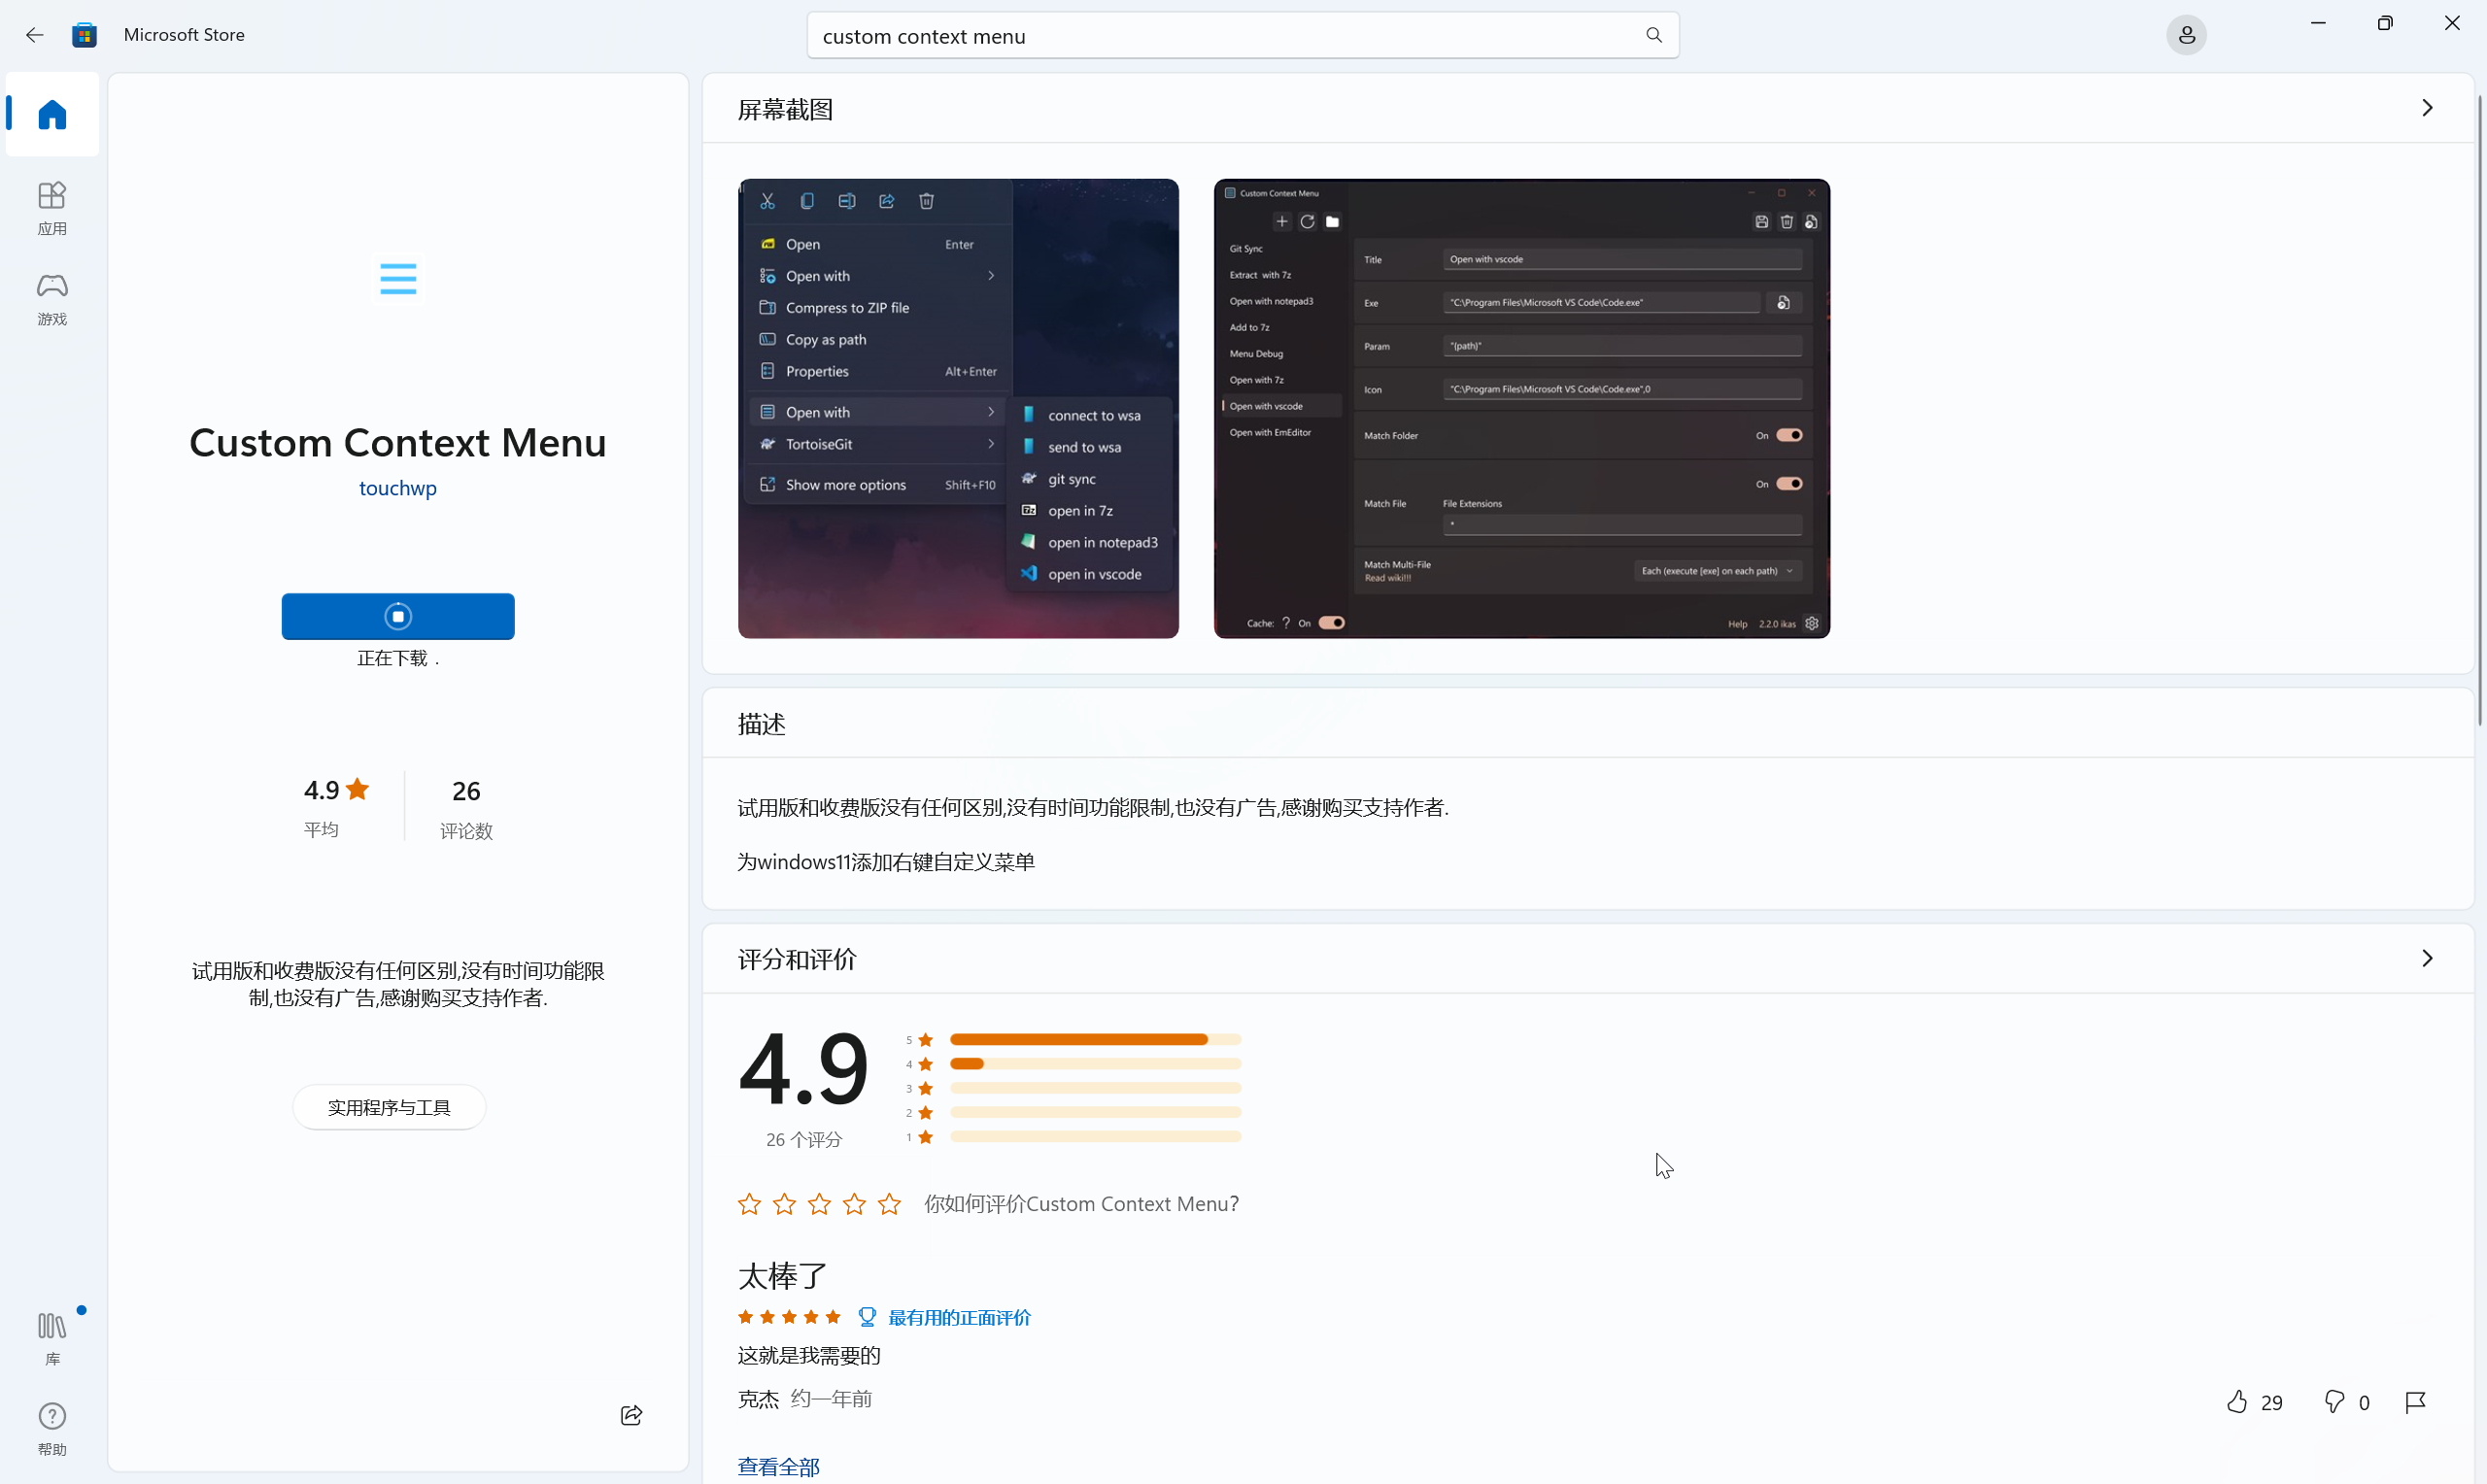 Microsoft Store
custom context menu
应用
游戏
库
帮助
Custom Context Menu
touchwp
正在下载 .
4.9
平均
26
评论数
试用版和收费版没有任何区别,没有时间功能限
制,也没有广告,感谢购买支持作者.
实用程序与工具
屏幕截图
Open Enter
Open with
Compress to ZIP file
Copy as path
Properties Alt+Enter
Open with
TortoiseGit
Show more options Shift+F10
connect to wsa
send to wsa
git sync
open in 7z
open in notepad3
open in vscode
Custom Context Menu
Git Sync
Extract with 7z
Open with notepad3
Add to 7z
Menu Debug
Open with 7z
Open with vscode
Open with EmEditor
Cache: ? On
Title Open with vscode
Exe "C:\Program Files\Microsoft VS Code\Code.exe"
Param "{path}"
Icon "C:\Program Files\Microsoft VS Code\Code.exe",0
Match Folder On
On
Match File File Extensions
*
Match Multi-File
Read wiki!!!
Each (execute [exe] on each path)
Help 2.2.0 ikas
描述
试用版和收费版没有任何区别,没有时间功能限制,也没有广告,感谢购买支持作者.
为windows11添加右键自定义菜单
评分和评价
4.9
26 个评分
5
4
3
2
1
你如何评价Custom Context Menu?
太棒了
最有用的正面评价
这就是我需要的
克杰 约一年前
29 0
查看全部